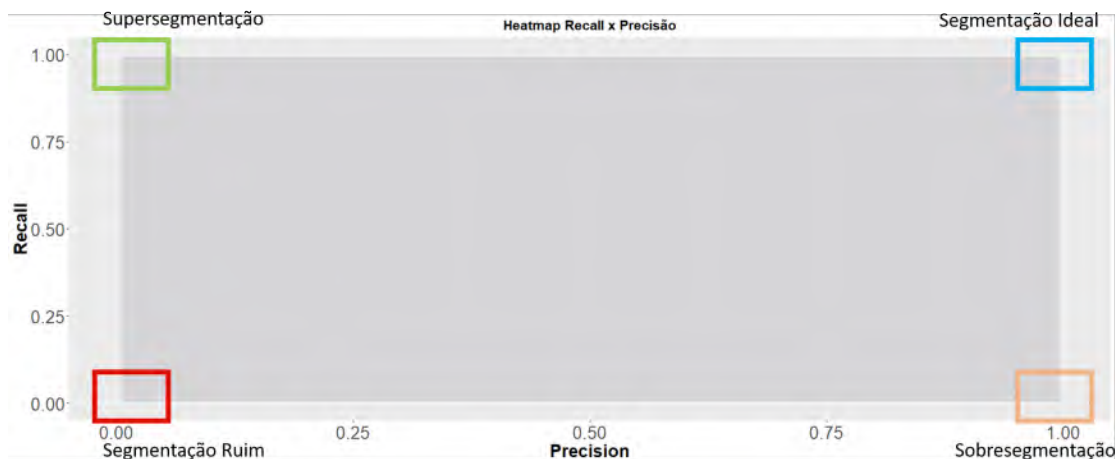 Supersegmentação
Heatmap Recall x Precisão
Segmentação Ideal
1.00
0.75
0.50
0.25
0.00
Recall
0.00
0.25
0.50
0.75
1.00
Segmentação Ruim
Precision
Sobresegmentação